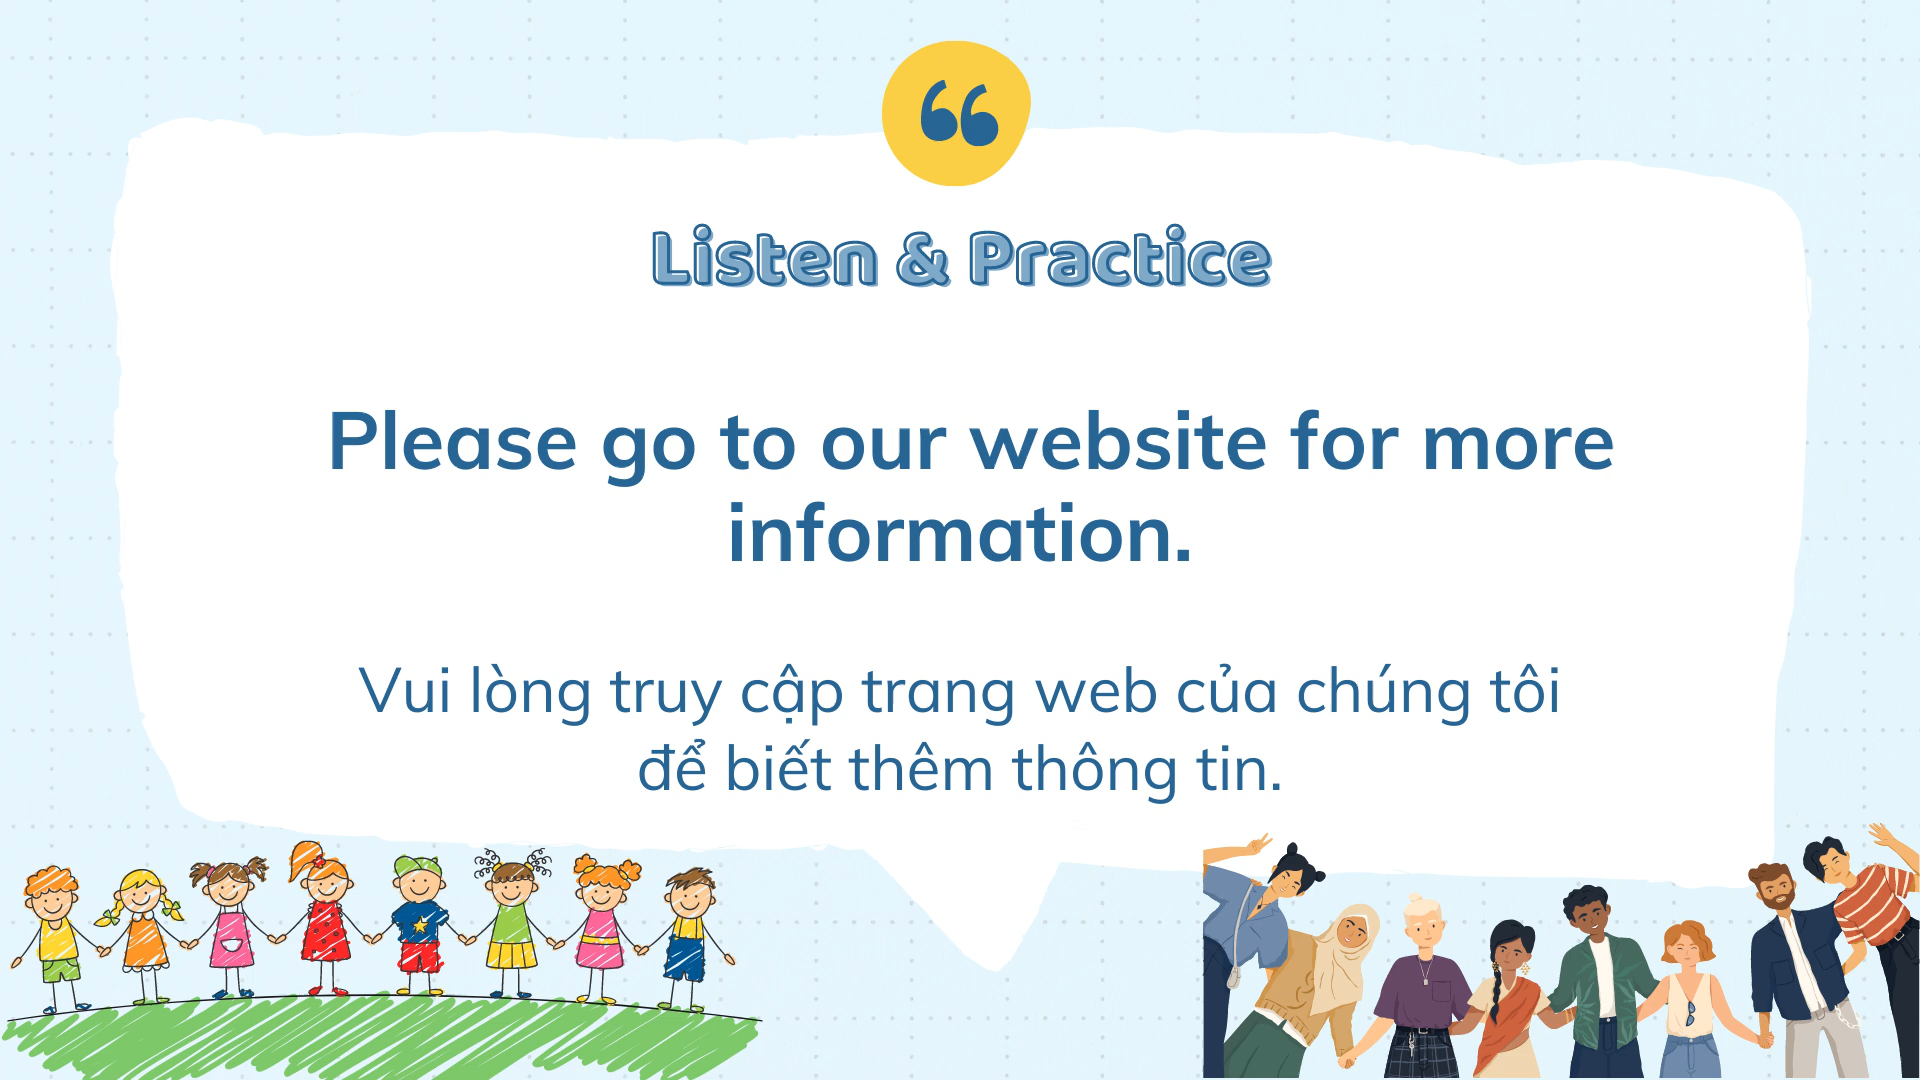 Listen & Practice
Please go to our website for more
information.
Vui lòng truy cập trang web của chúng tôi
để biết thêm thông tin.